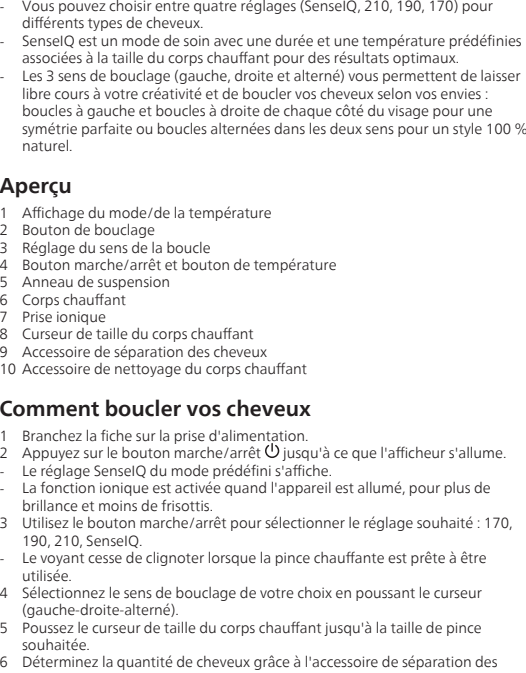 - Vous pouvez choisir entre quatre réglages (SenseIQ, 210, 190, 170) pour
différents types de cheveux.
- SenseIQ est un mode de soin avec une durée et une température prédéfinies
associées à la taille du corps chauffant pour des résultats optimaux.
- Les 3 sens de bouclage (gauche, droite et alterné) vous permettent de laisser
libre cours à votre créativité et de boucler vos cheveux selon vos envies :
boucles à gauche et boucles à droite de chaque côté du visage pour une
symétrie parfaite ou boucles alternées dans les deux sens pour un style 100 %
naturel.
Aperçu
1 Affichage du mode/de la température
2 Bouton de bouclage
3 Réglage du sens de la boucle
4 Bouton marche/arrêt et bouton de température
5 Anneau de suspension
6 Corps chauffant
7 Prise ionique
8 Curseur de taille du corps chauffant
9 Accessoire de séparation des cheveux
10 Accessoire de nettoyage du corps chauffant
Comment boucler vos cheveux
1 Branchez la fiche sur la prise d'alimentation.
2 Appuyez sur le bouton marche/arrêt ⏻ jusqu'à ce que l'afficheur s'allume.
- Le réglage SenseIQ du mode prédéfini s'affiche.
- La fonction ionique est activée quand l'appareil est allumé, pour plus de
brillance et moins de frisottis.
3 Utilisez le bouton marche/arrêt pour sélectionner le réglage souhaité : 170,
190, 210, SenseIQ.
- Le voyant cesse de clignoter lorsque la pince chauffante est prête à être
utilisée.
4 Sélectionnez le sens de bouclage de votre choix en poussant le curseur
(gauche-droite-alterné).
5 Poussez le curseur de taille du corps chauffant jusqu'à la taille de pince
souhaitée.
6 Déterminez la quantité de cheveux grâce à l'accessoire de séparation des